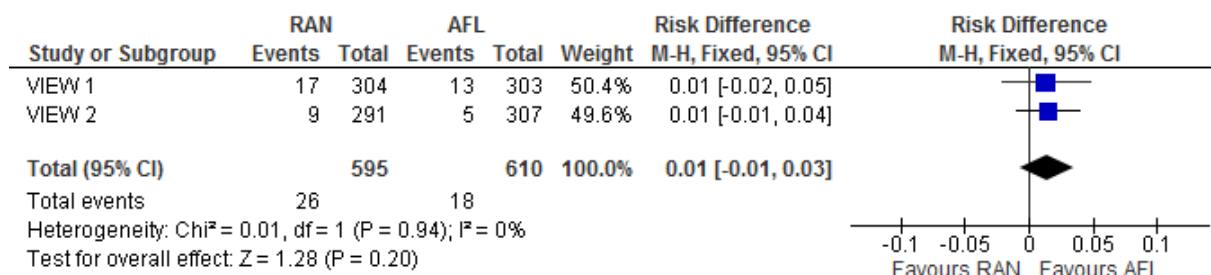 RAN AFL Risk Difference Risk Difference
Study or Subgroup Events Total Events Total Weight M-H, Fixed, 95% CI M-H, Fixed, 95% CI
VIEW 1 17 304 13 303 50.4% 0.01 [-0.02, 0.05]
VIEW 2 9 291 5 307 49.6% 0.01 [-0.01, 0.04]
Total (95% CI) 595 610 100.0% 0.01 [-0.01, 0.03]
Total events 26 18
Heterogeneity: Chi² = 0.01, df = 1 (P = 0.94); I² = 0%
Test for overall effect: Z = 1.28 (P = 0.20)
-0.1 -0.05 0 0.05 0.1
Favours RAN Favours AFL